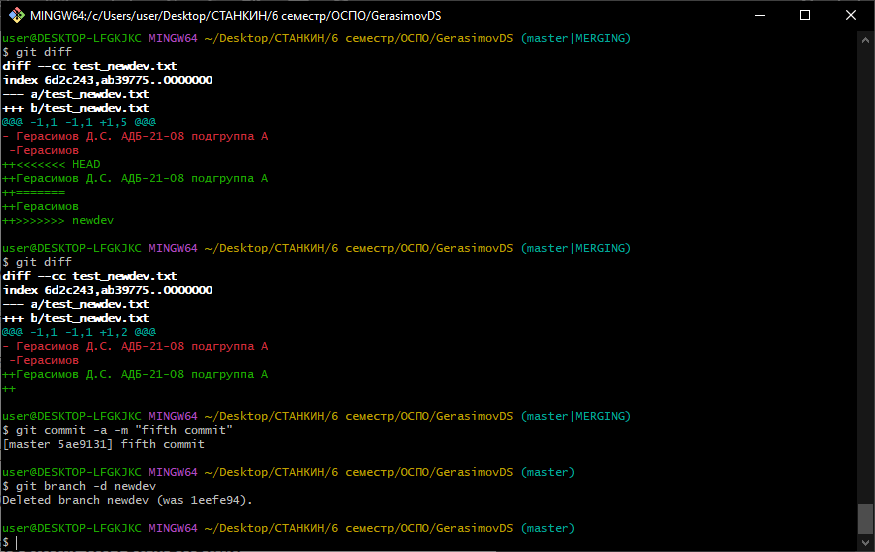 MINGW64:/c/Users/user/Desktop/СТАНКИН/6 семестр/ОСПО/GerasimovDS
user@DESKTOP-LFGKJKC MINGW64 ~/Desktop/СТАНКИН/6 семестр/ОСПО/GerasimovDS (master|MERGING)
$ git diff
diff --cc test_newdev.txt
index 6d2c243,ab39775..0000000
--- a/test_newdev.txt
+++ b/test_newdev.txt
@@@ -1,1 -1,1 +1,5 @@@
- Герасимов Д.С. АДБ-21-08 подгруппа А
 -Герасимов
++<<<<<<< HEAD
++Герасимов Д.С. АДБ-21-08 подгруппа А
++=======
++Герасимов
++>>>>>>> newdev
user@DESKTOP-LFGKJKC MINGW64 ~/Desktop/СТАНКИН/6 семестр/ОСПО/GerasimovDS (master|MERGING)
$ git diff
diff --cc test_newdev.txt
index 6d2c243,ab39775..0000000
--- a/test_newdev.txt
+++ b/test_newdev.txt
@@@ -1,1 -1,1 +1,2 @@@
- Герасимов Д.С. АДБ-21-08 подгруппа А
 -Герасимов
++Герасимов Д.С. АДБ-21-08 подгруппа А
++
user@DESKTOP-LFGKJKC MINGW64 ~/Desktop/СТАНКИН/6 семестр/ОСПО/GerasimovDS (master|MERGING)
$ git commit -a -m "fifth commit"
[master 5ae9131] fifth commit
user@DESKTOP-LFGKJKC MINGW64 ~/Desktop/СТАНКИН/6 семестр/ОСПО/GerasimovDS (master)
$ git branch -d newdev
Deleted branch newdev (was 1eefe94).
user@DESKTOP-LFGKJKC MINGW64 ~/Desktop/СТАНКИН/6 семестр/ОСПО/GerasimovDS (master)
$